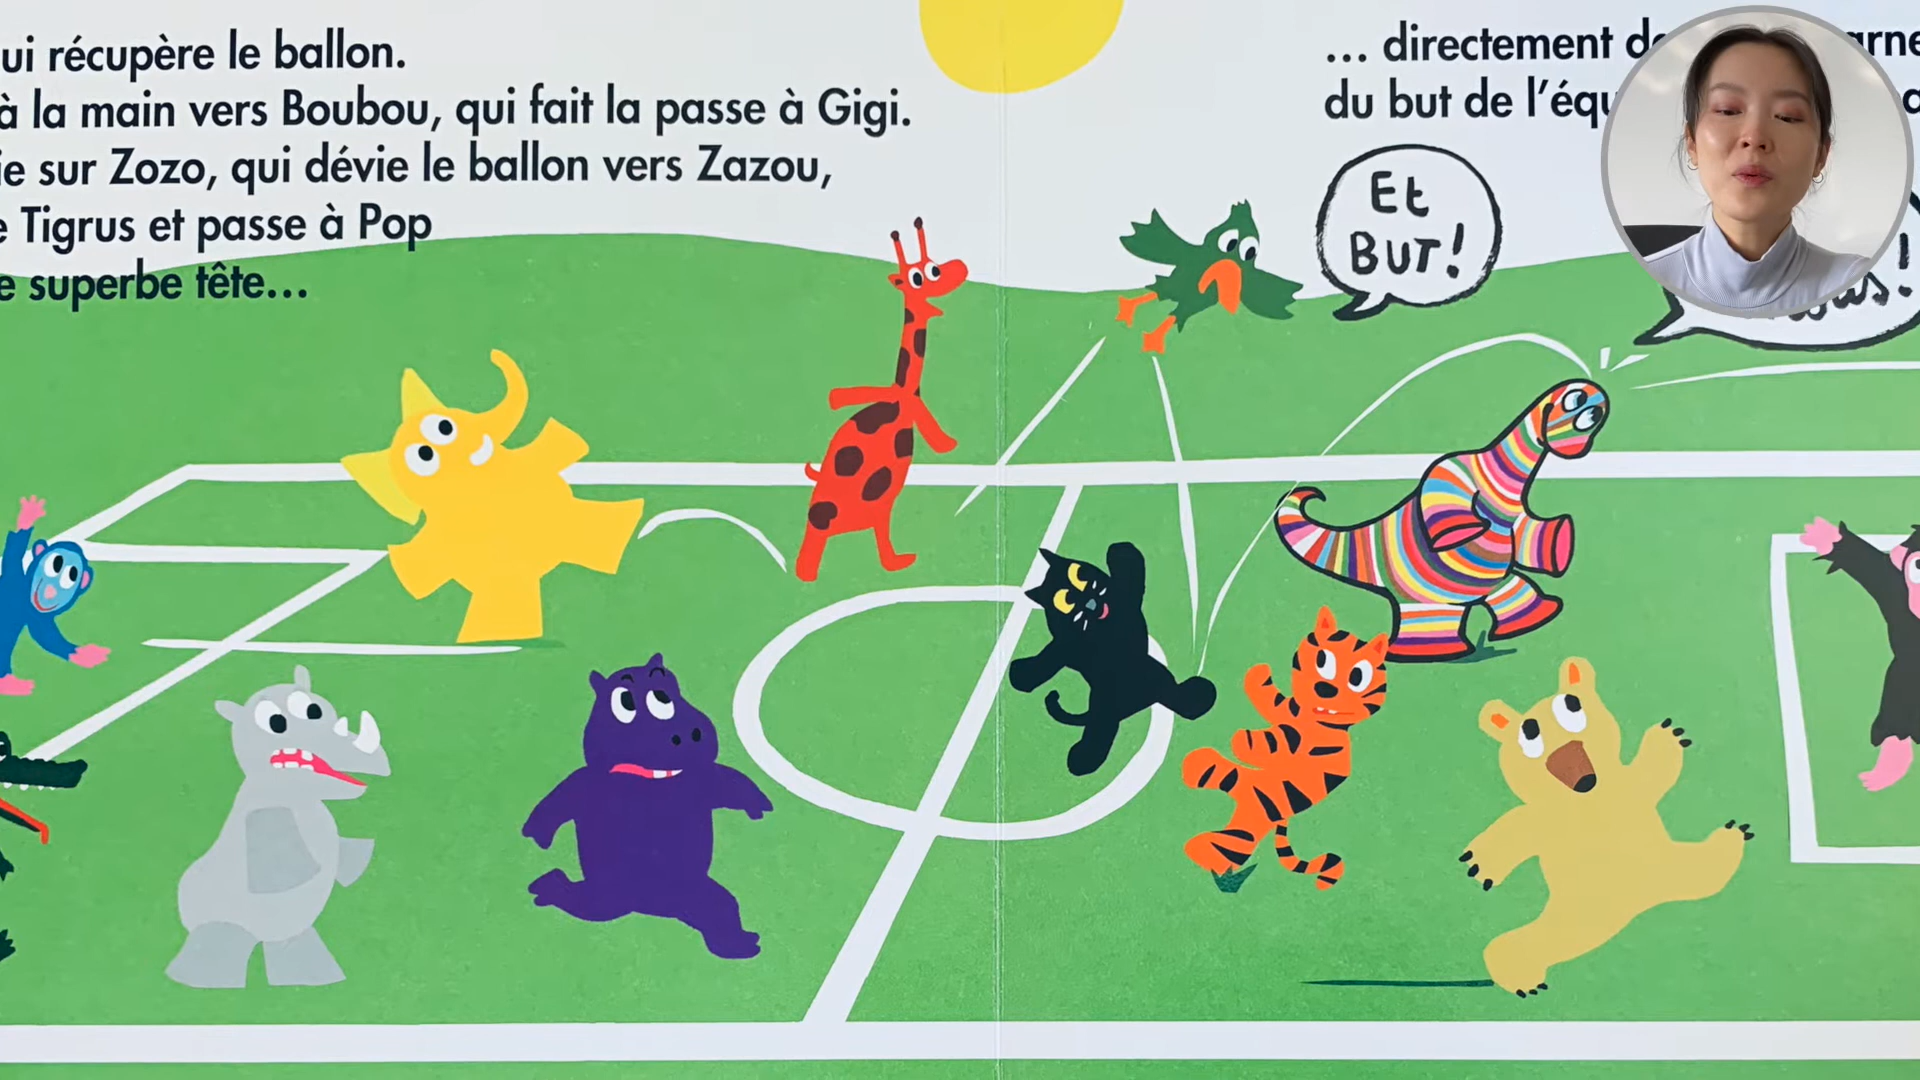 ui récupère le ballon.
à la main vers Boubou, qui fait la passe à Gigi.
ie sur Zozo, qui dévie le ballon vers Zazou,
e Tigrus et passe à Pop
e superbe tête...
... directement
du but de
Et
BUT!